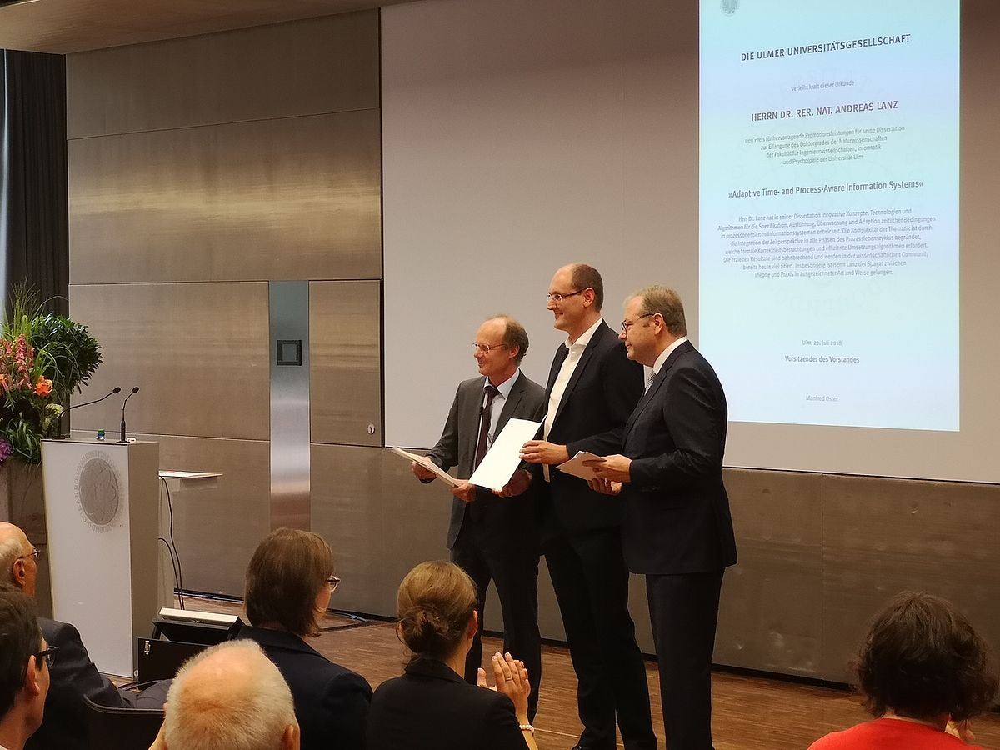 DIE ULMER UNIVERSITÄTSGESELLSCHAFT
verleiht kraft dieser Urkunde
HERRN DR. RER. NAT. ANDREAS LANZ
den Preis für hervorragende Promotionsleistungen für seine Dissertation
zur Erlangung des Doktorgrades der Naturwissenschaften
der Fakultät für Ingenieurwissenschaften, Informatik
und Psychologie der Universität Ulm
»Adaptive Time- and Process-Aware Information Systems«
Herr Dr. Lanz hat in seiner Dissertation innovative Konzepte, Technologien und
Algorithmen für die Spezifikation, Ausführung, Überwachung und Adaption zeitlicher Bedingungen
in prozessorientierten Informationssystemen entwickelt. Die Komplexität der Thematik ist durch
die Integration der Zeitperspektive in alle Phasen des Prozesslebenszyklus begründet,
welche formale Korrektheitsbetrachtungen und effiziente Umsetzungsalgorithmen erfordert.
Die erzielten Resultate sind bahnbrechend und werden in der wissenschaftlichen Community
bereits heute viel zitiert. Insbesondere ist Herrn Lanz der Spagat zwischen
Theorie und Praxis in ausgezeichneter Art und Weise gelungen.
Ulm, 20. Juli 2018
Vorsitzender des Vorstandes
Manfred Oster